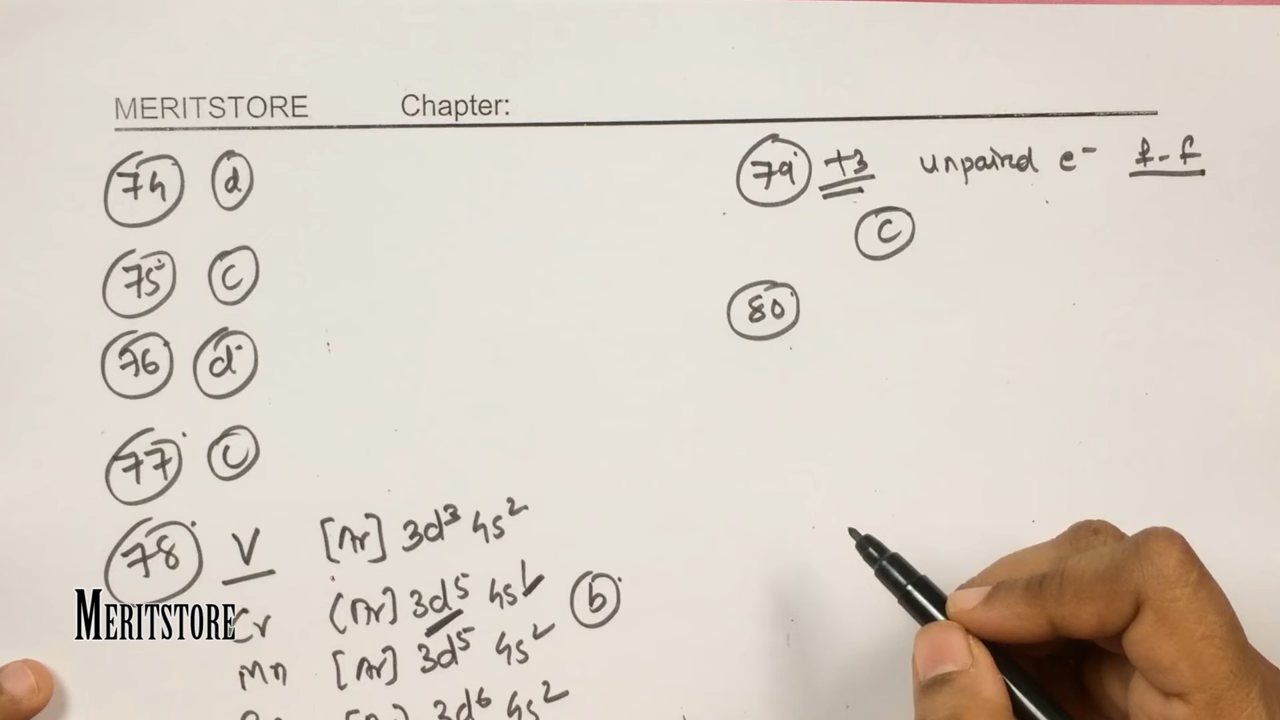 MERITSTORE Chapter:
74 d
75 c
76 d
77 c
78 V [Ar] 3d³ 4s²
Cr [Ar] 3d⁵ 4s¹ b
Mn [Ar] 3d⁵ 4s²
3d⁶ 4s²
79 +3 unpaired e⁻ f-f
c
80
MERITSTORE